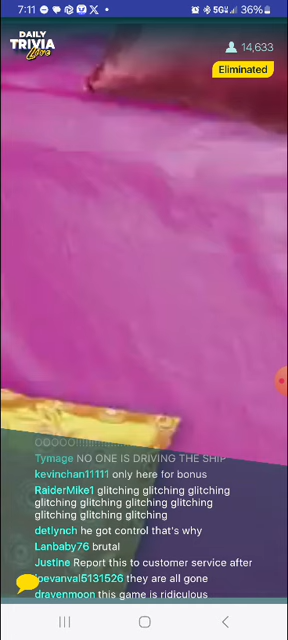 7:11
5G
36%
DAILY
TRIVIA
14,633
Eliminated
Tymage NO ONE IS DRIVING THE SHIP
kevinchan11111 only here for bonus
RaiderMike1 glitching glitching glitching
glitching glitching glitching glitching
glitching glitching glitching
detlynch he got control that's why
Lanbaby76 brutal
Justine Report this to customer service after
joevanval5131526 they are all gone
dravenmoon this game is ridiculous